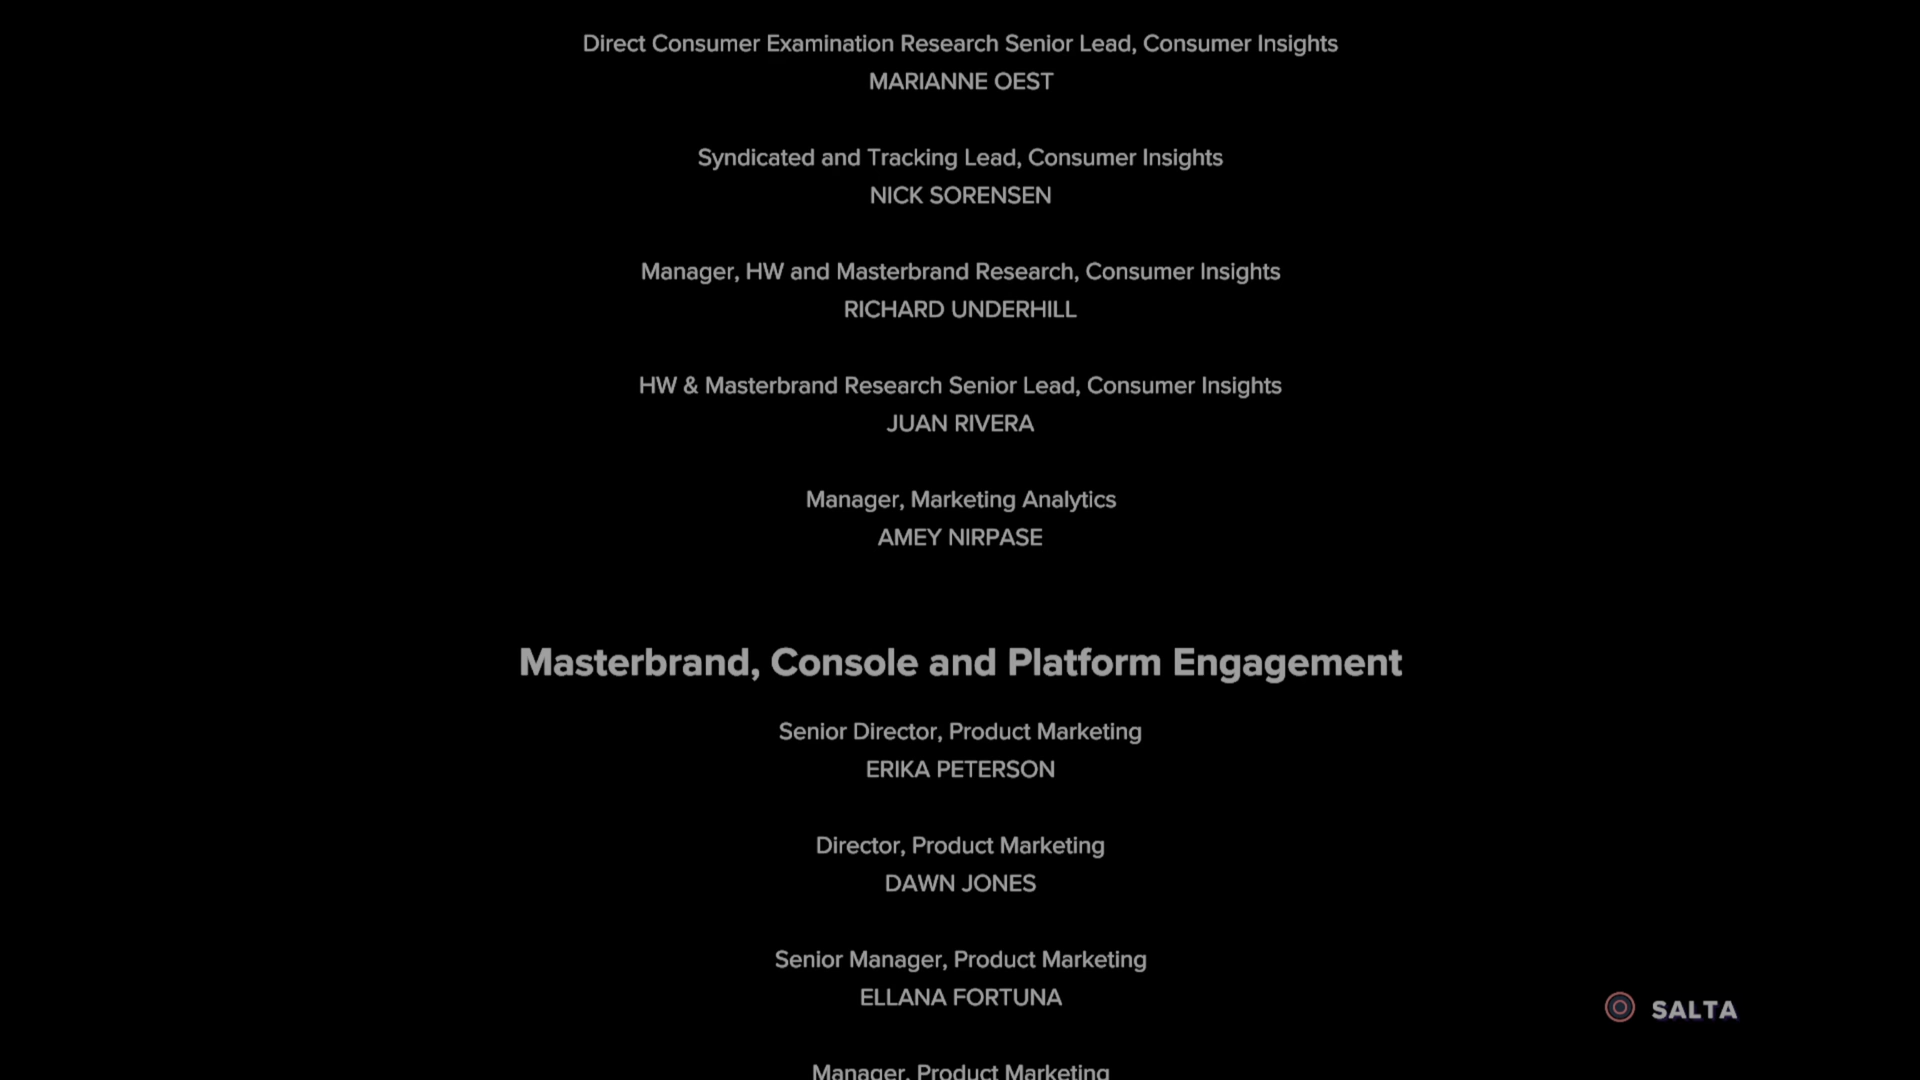 Direct Consumer Examination Research Senior Lead, Consumer Insights
MARIANNE OEST
Syndicated and Tracking Lead, Consumer Insights
NICK SORENSEN
Manager, HW and Masterbrand Research, Consumer Insights
RICHARD UNDERHILL
HW & Masterbrand Research Senior Lead, Consumer Insights
JUAN RIVERA
Manager, Marketing Analytics
AMEY NIRPASE
Masterbrand, Console and Platform Engagement
Senior Director, Product Marketing
ERIKA PETERSON
Director, Product Marketing
DAWN JONES
Senior Manager, Product Marketing
ELLANA FORTUNA
SALTA
Manager, Product Marketing